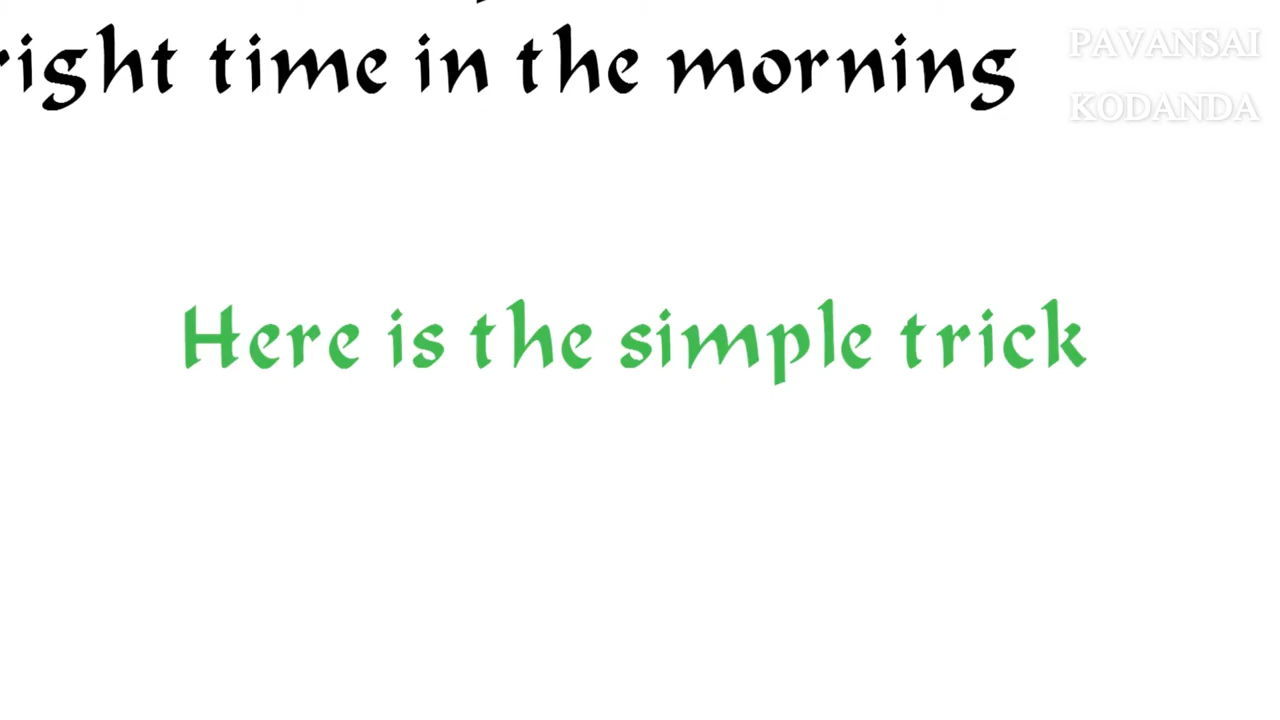 right time in the morning
PAVANSAI
KODANDA
Here is the simple trick